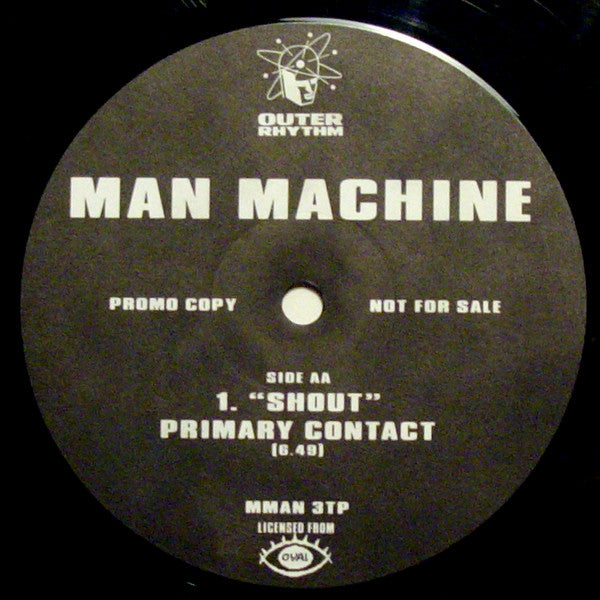 OUTER
RHYTHM
MAN MACHINE
PROMO COPY NOT FOR SALE
SIDE AA
1. "SHOUT"
PRIMARY CONTACT
(6.49)
MMAN 3TP
LICENSED FROM
OVAL